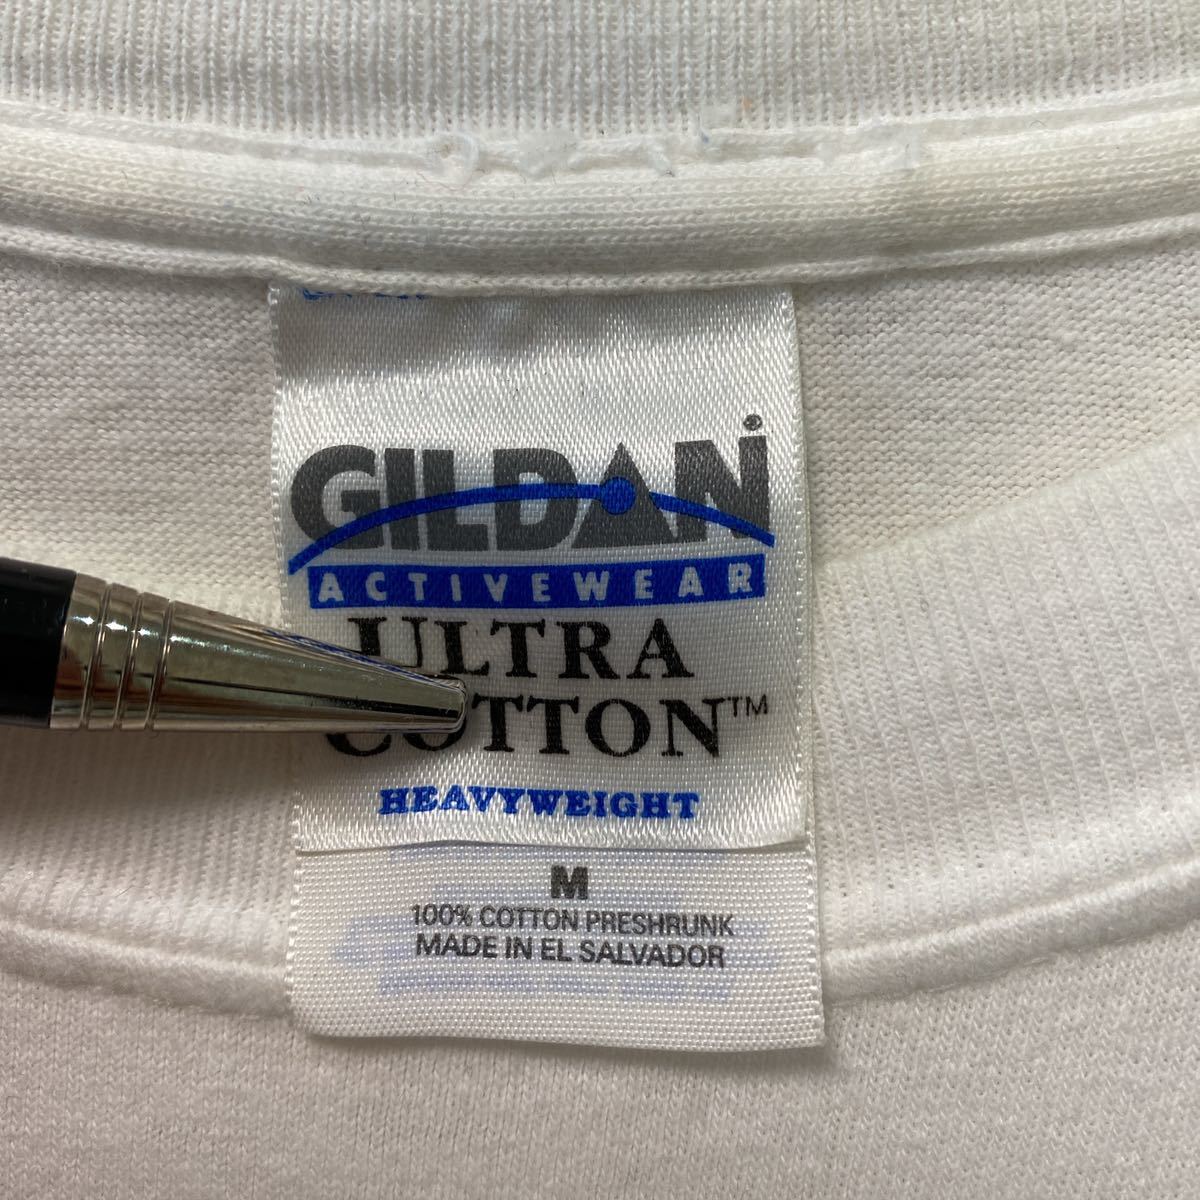 GILDAN®
ACTIVEWEAR
ULTRA
COTTON™
HEAVYWEIGHT
M
100% COTTON PRESHRUNK
MADE IN EL SALVADOR